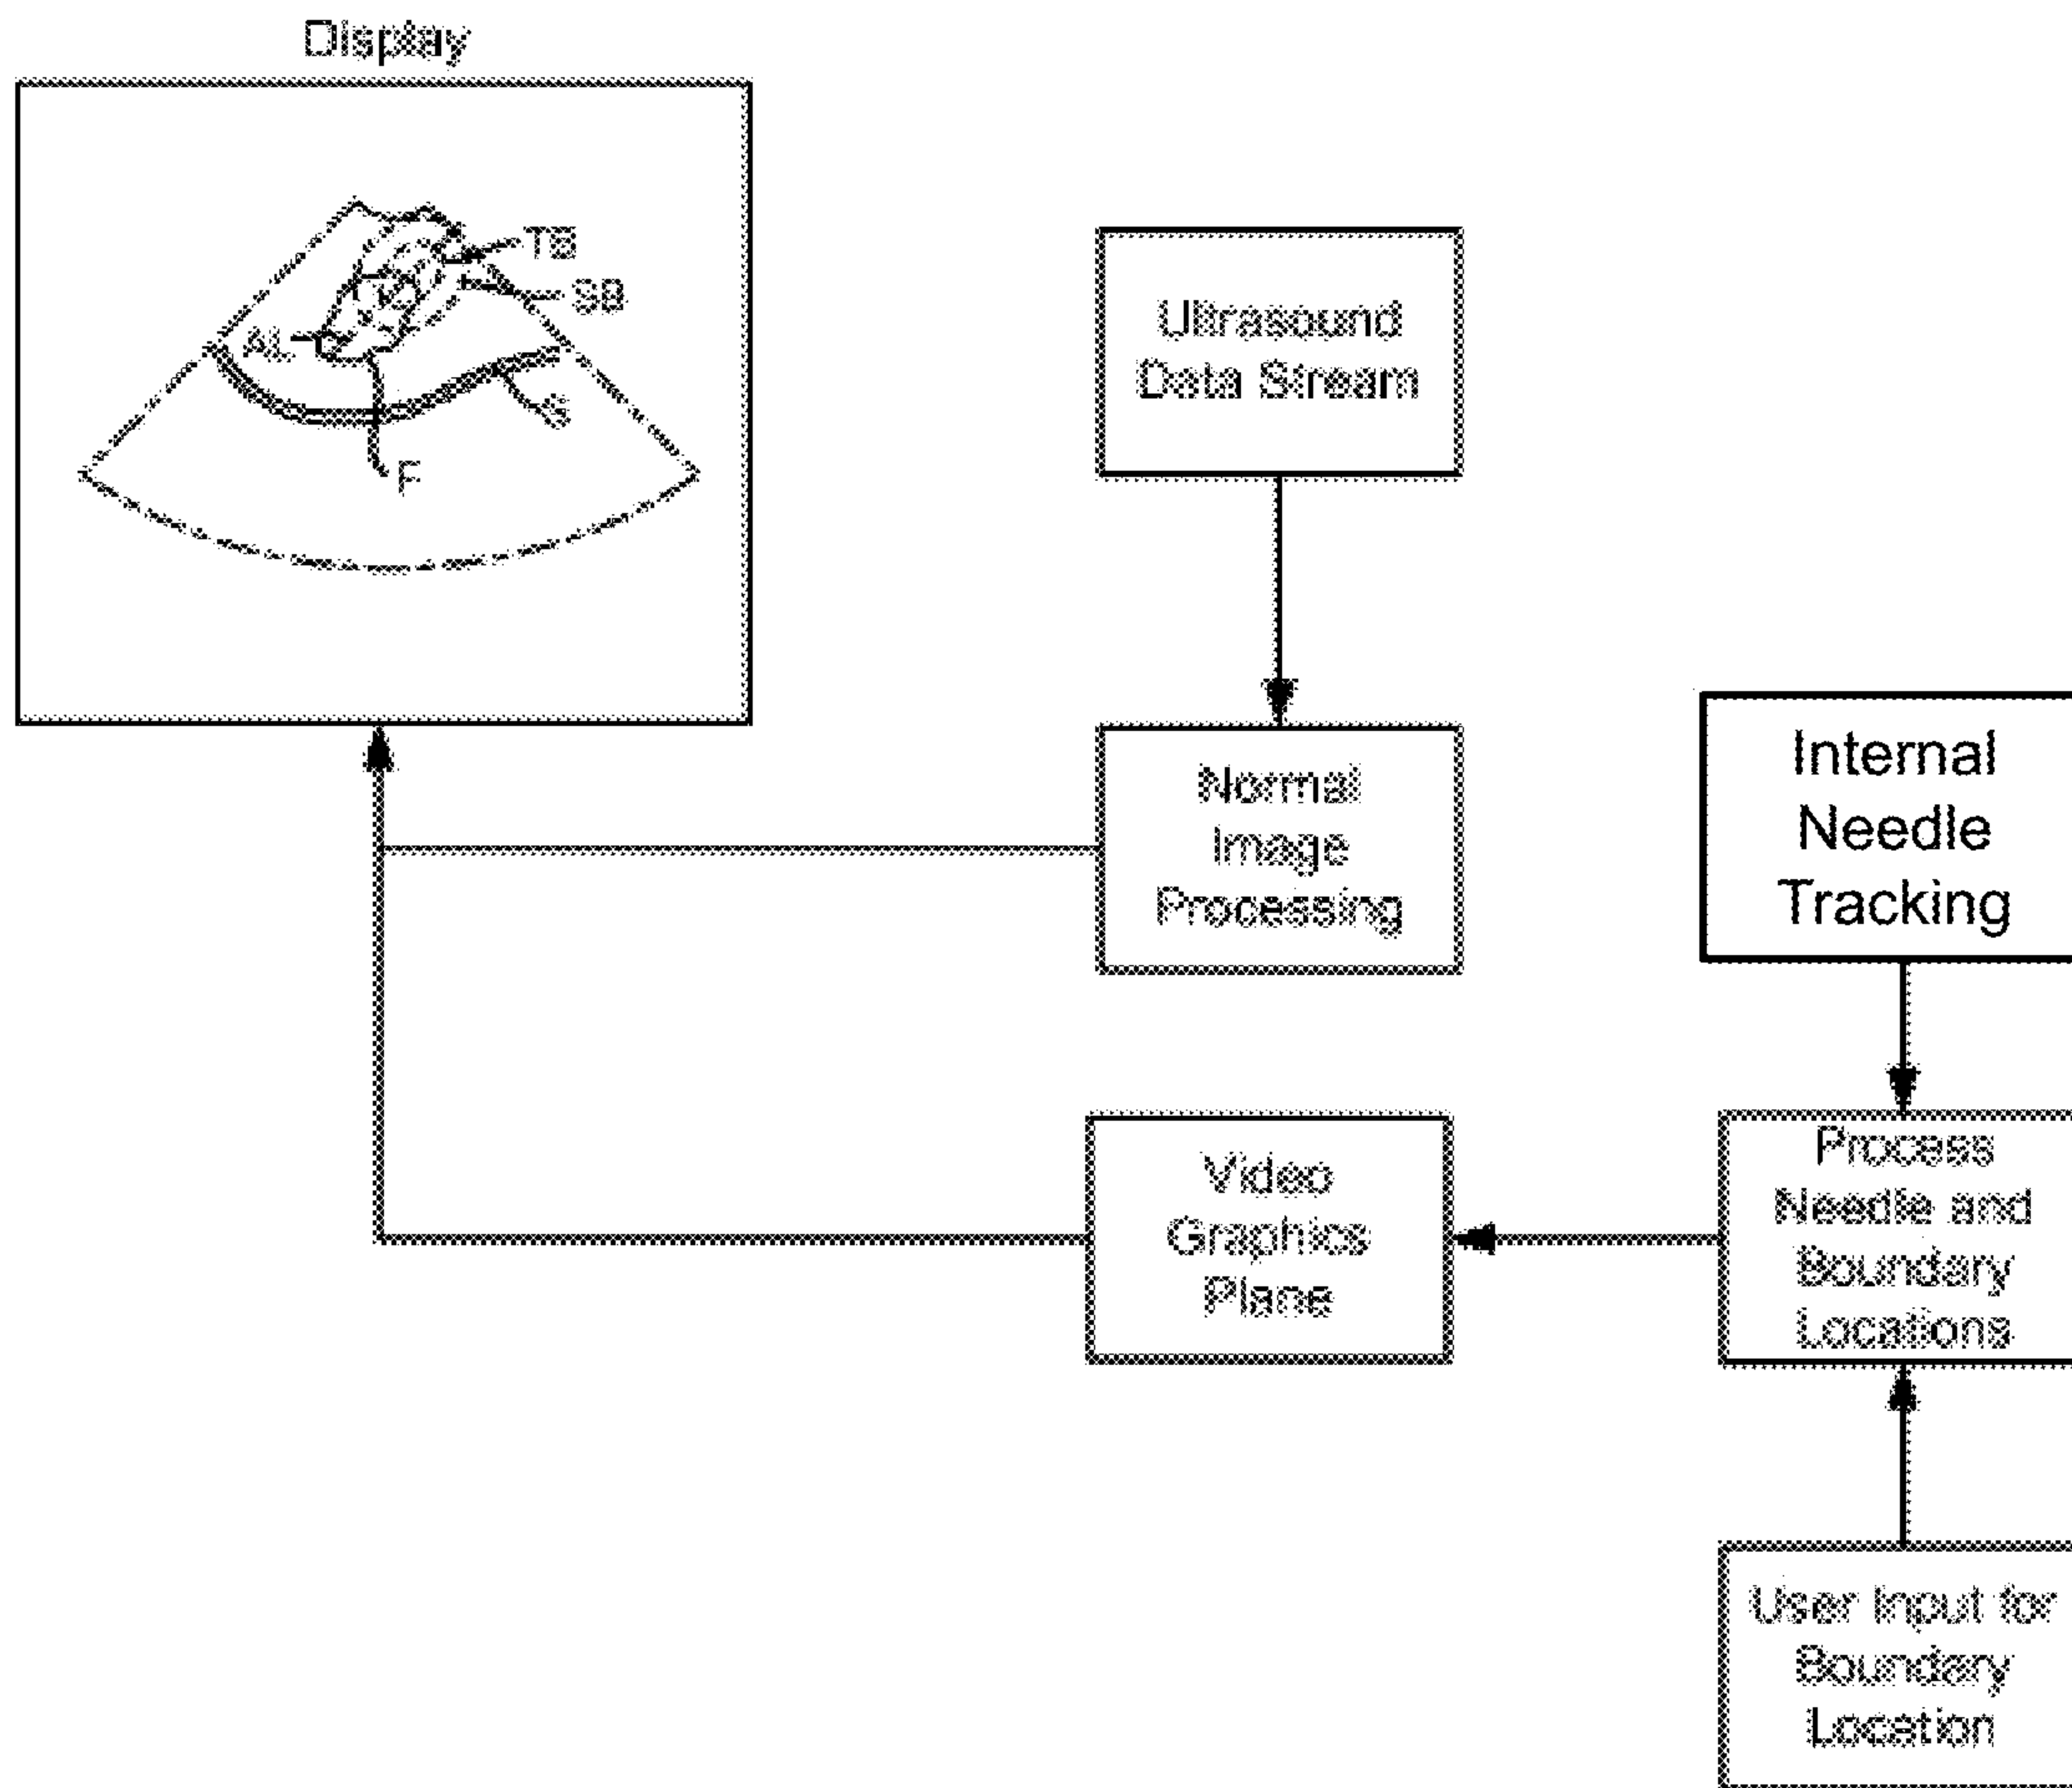 Display
TB
SB
AL
S
F
Ultrasound
Data Stream
Normal
Image
Processing
Internal
Needle
Tracking
Video
Graphics
Plane
Process
Needle and
Boundary
Locations
User Input for
Boundary
Location